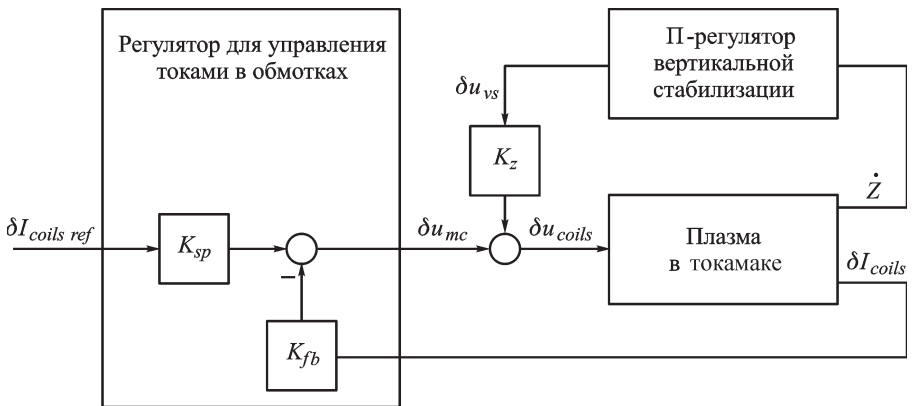 Регулятор для управления
токами в обмотках
П-регулятор
вертикальной
стабилизации
δu_vs
K_z
Ż
δI_coils ref
K_sp
δu_mc
δu_coils
Плазма
в токамаке
δI_coils
−
K_fb